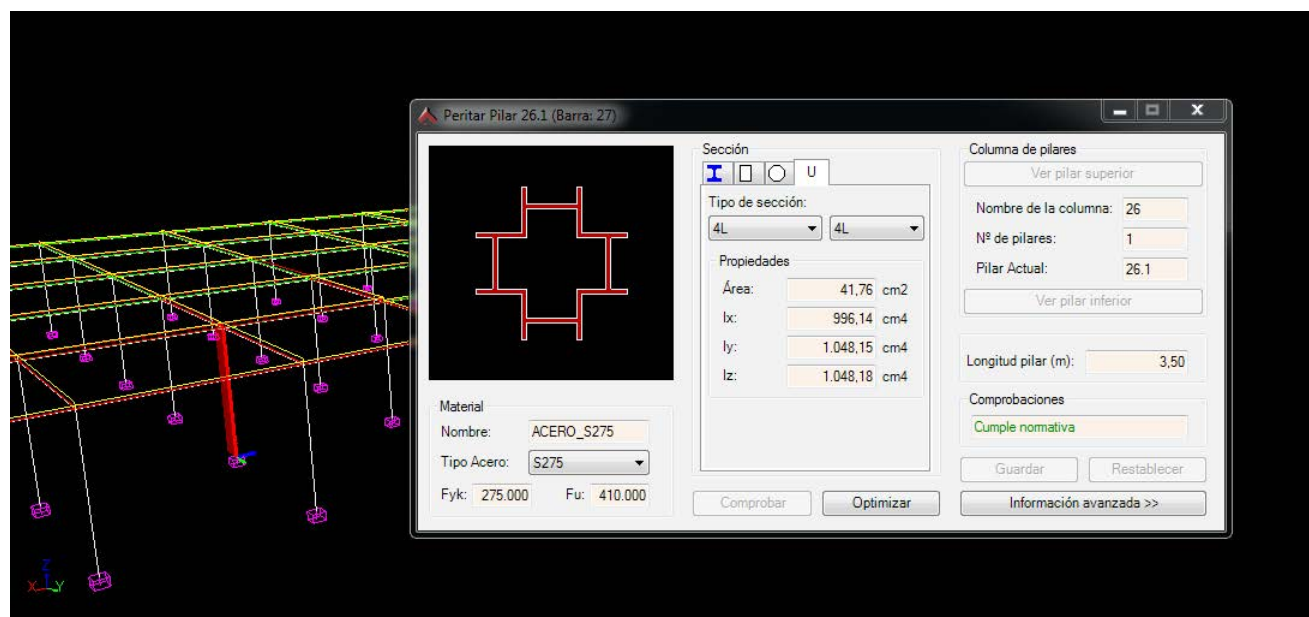 Peritar Pilar 26.1 (Barra: 27)
Sección
U
Tipo de sección:
4L 4L
Propiedades
Área: 41,76 cm2
Ix: 996,14 cm4
Iy: 1.048,15 cm4
Iz: 1.048,18 cm4
Columna de pilares
Ver pilar superior
Nombre de la columna: 26
Nº de pilares: 1
Pilar Actual: 26.1
Ver pilar inferior
Longitud pilar (m): 3,50
Comprobaciones
Cumple normativa
Material
Nombre: ACERO_S275
Tipo Acero: S275
Fyk: 275.000 Fu: 410.000
Comprobar Optimizar
Guardar Restablecer
Información avanzada >>
Z
X Y